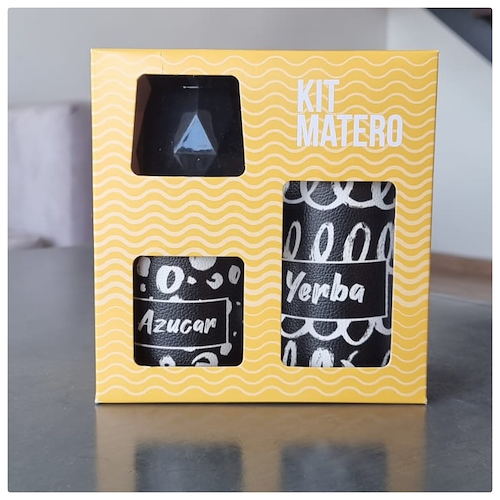 KIT
MATERO
Yerba
Azucar